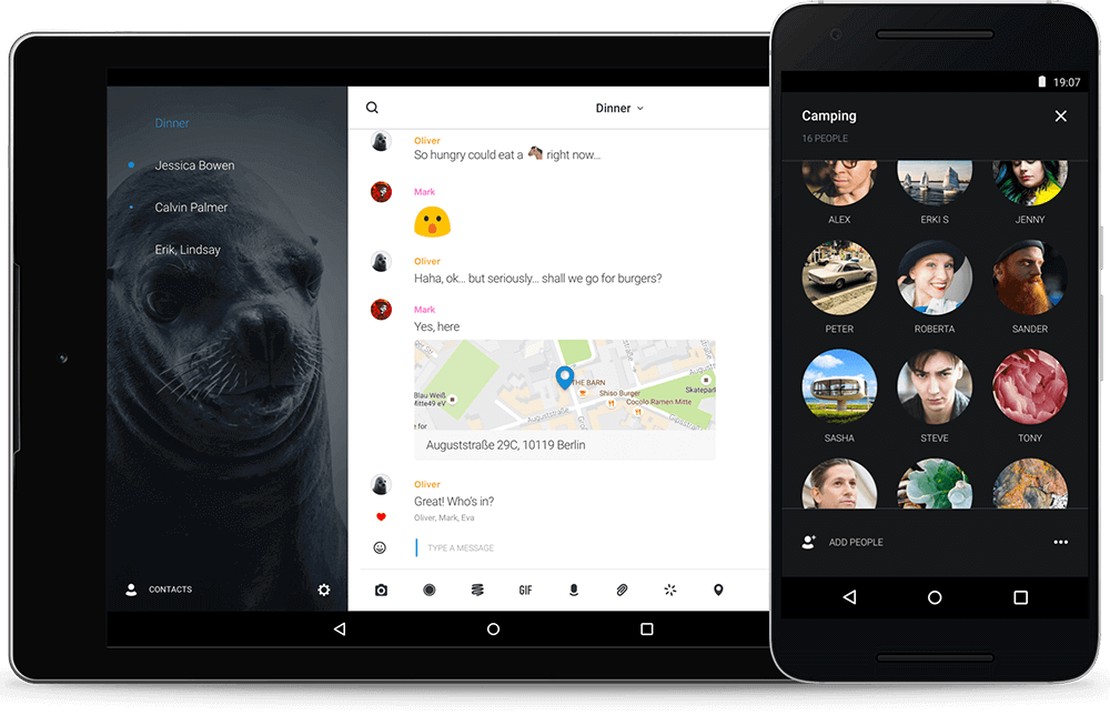 Dinner
Jessica Bowen
Calvin Palmer
Erik, Lindsay
CONTACTS
Dinner
Oliver
So hungry could eat a 🐴 right now...
Mark
😮
Oliver
Haha, ok... but seriously... shall we go for burgers?
Mark
Yes, here
Blau Weiß
Mitte49 eV
e for
Auguststraße
THE BARN
Shiso Burger
Cocolo Ramen Mitte
Skatepark
Auguststraße 29C, 10119 Berlin
Oliver
Great! Who's in?
Oliver, Mark, Eva
TYPE A MESSAGE
GIF
19:07
Camping
16 PEOPLE
ALEX
ERKI S
JENNY
PETER
ROBERTA
SANDER
SASHA
STEVE
TONY
ADD PEOPLE